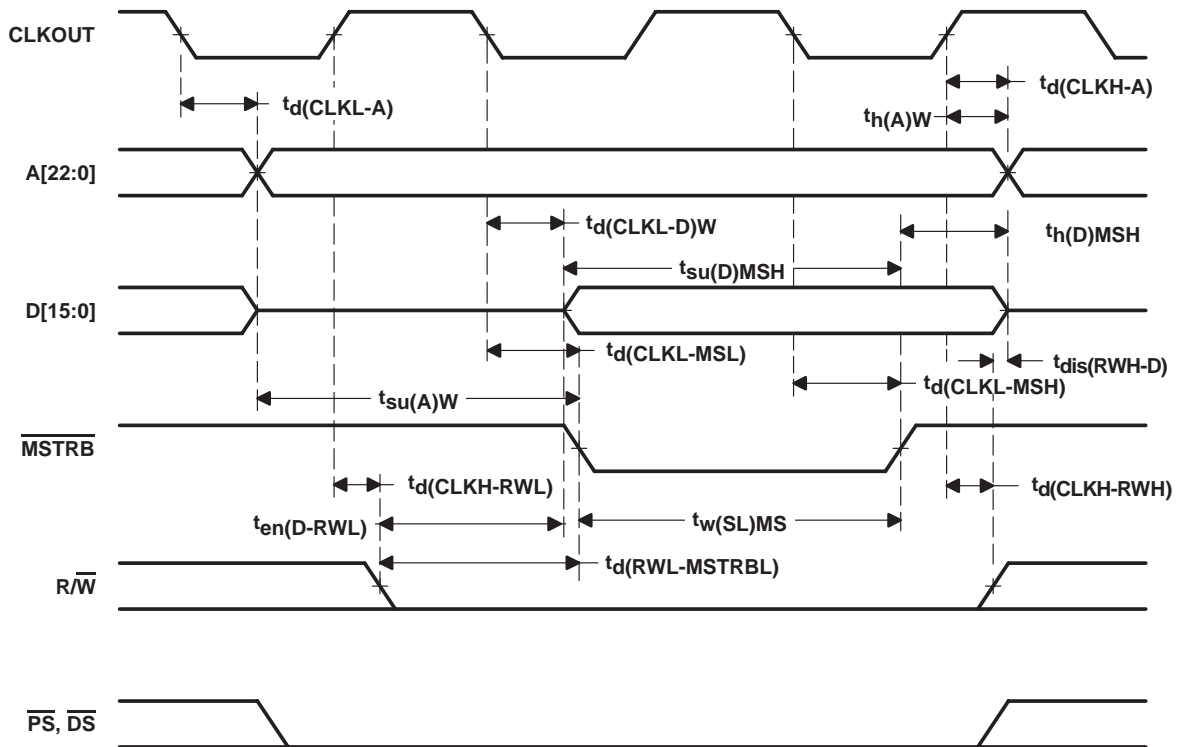 CLKOUT
td(CLKL-A)
td(CLKH-A)
th(A)W
A[22:0]
td(CLKL-D)W
th(D)MSH
tsu(D)MSH
D[15:0]
td(CLKL-MSL)
tdis(RWH-D)
td(CLKL-MSH)
tsu(A)W
MSTRB
td(CLKH-RWL)
td(CLKH-RWH)
ten(D-RWL)
tw(SL)MS
td(RWL-MSTRBL)
R/W
PS, DS